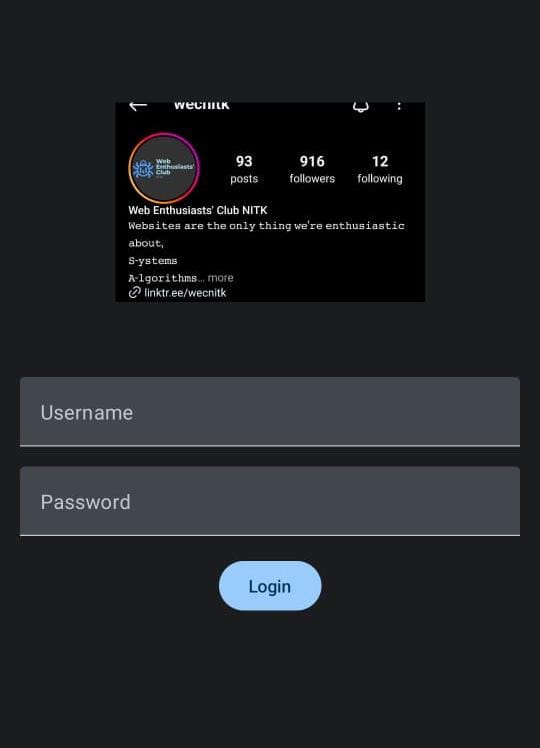 wecnitk
Web
Enthusiasts'
Club
93 916 12
posts followers following
Web Enthusiasts' Club NITK
Websites are the only thing we're enthusiastic
about,
S-ystems
A-lgorithms... more
linktr.ee/wecnitk
Username
Password
Login